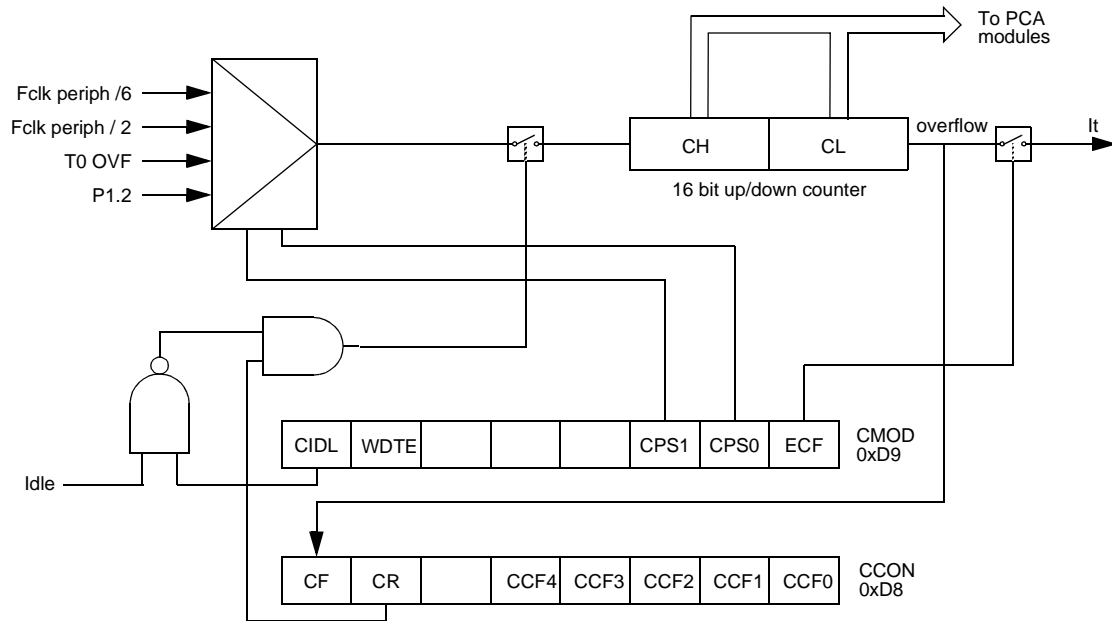 To PCA
modules
Fclk periph /6
Fclk periph / 2
T0 OVF
P1.2
CH
CL
overflow
It
16 bit up/down counter
CIDL
WDTE
CPS1
CPS0
ECF
CMOD
0xD9
Idle
CF
CR
CCF4
CCF3
CCF2
CCF1
CCF0
CCON
0xD8